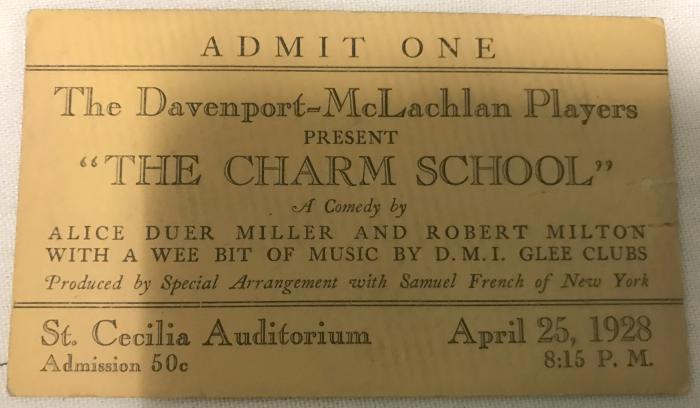 ADMIT ONE
The Davenport-McLachlan Players
PRESENT
"THE CHARM SCHOOL"
A Comedy by
ALICE DUER MILLER AND ROBERT MILTON
WITH A WEE BIT OF MUSIC BY D.M.I. GLEE CLUBS
Produced by Special Arrangement with Samuel French of New York
St. Cecilia Auditorium April 25, 1928
Admission 50c 8:15 P. M.